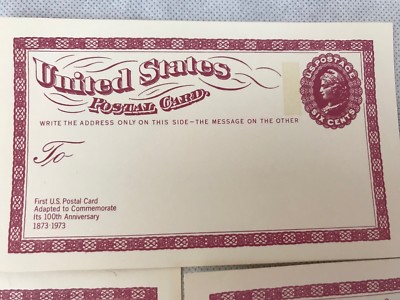 United States
POSTAL CARD.
U.S. POSTAGE
SIX CENTS
WRITE THE ADDRESS ONLY ON THIS SIDE—THE MESSAGE ON THE OTHER
To
First U.S. Postal Card
Adapted to Commemorate
Its 100th Anniversary
1873-1973